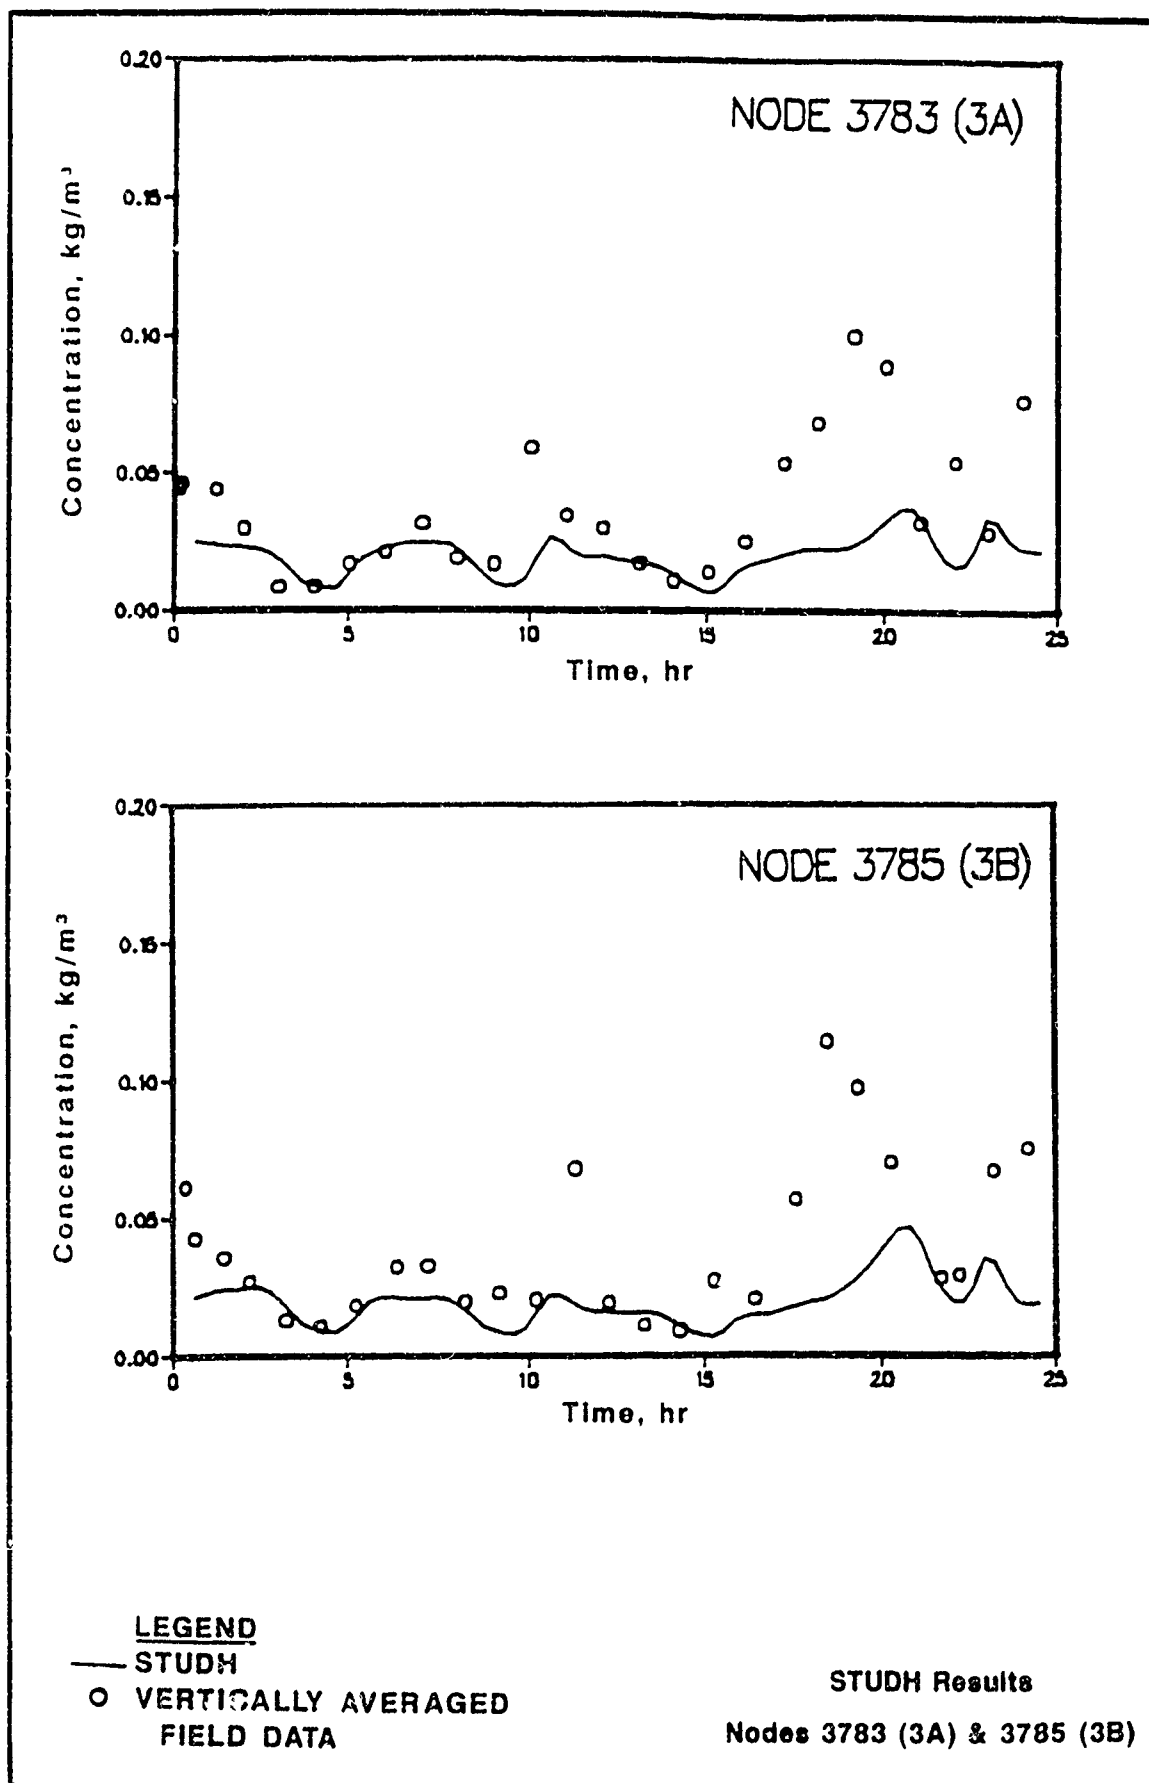 NODE 3783 (3A)
Concentration, kg/m³
0.20
0.15
0.10
0.05
0.00
0 5 10 15 20 25
Time, hr
NODE 3785 (3B)
Concentration, kg/m³
0.20
0.15
0.10
0.05
0.00
0 5 10 15 20 25
Time, hr
LEGEND
STUDH
VERTICALLY AVERAGED
FIELD DATA
STUDH Results
Nodes 3783 (3A) & 3785 (3B)